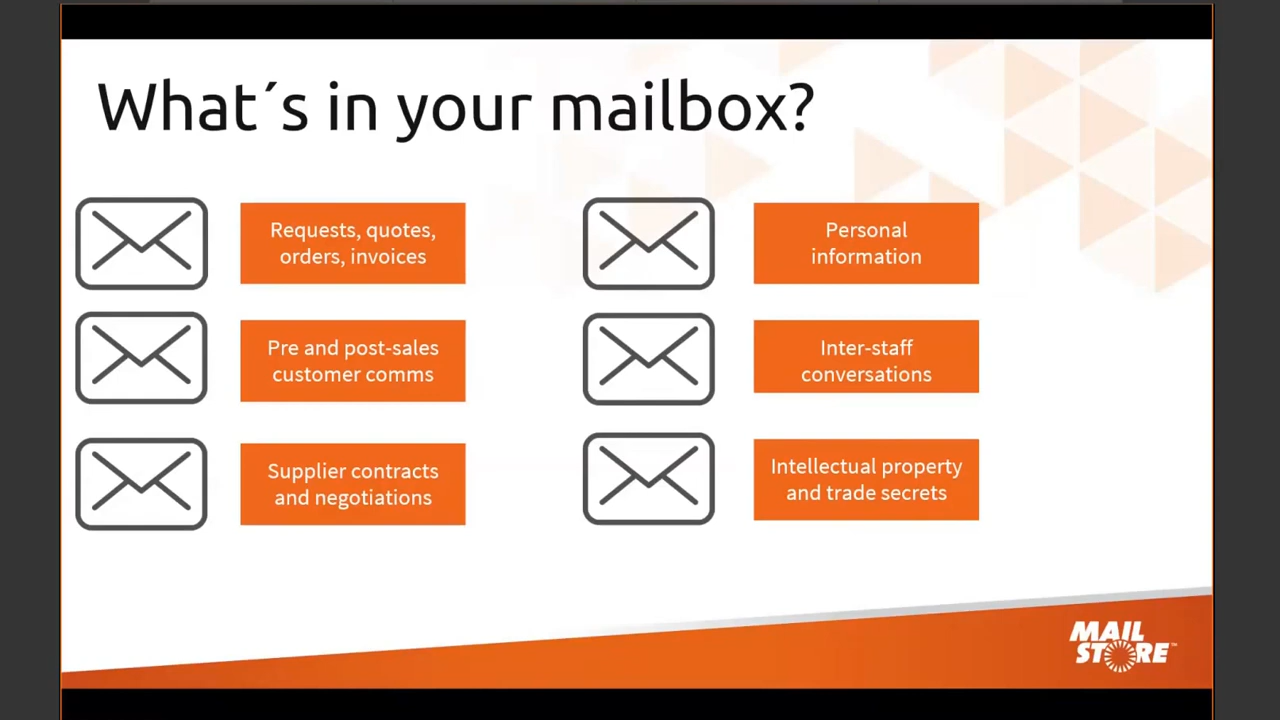 What´s in your mailbox?
Requests, quotes,
orders, invoices
Personal
information
Pre and post-sales
customer comms
Inter-staff
conversations
Supplier contracts
and negotiations
Intellectual property
and trade secrets
MAIL
STORE™